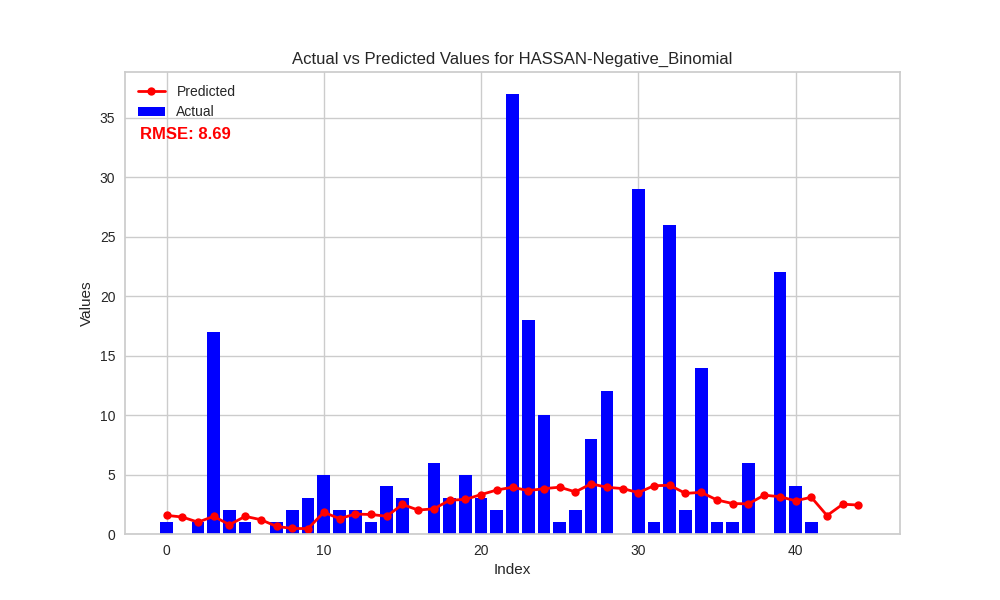 Actual vs Predicted Values for HASSAN-Negative_Binomial
Predicted
Actual
RMSE: 8.69
Values
35
30
25
20
15
10
5
0
0 10 20 30 40
Index